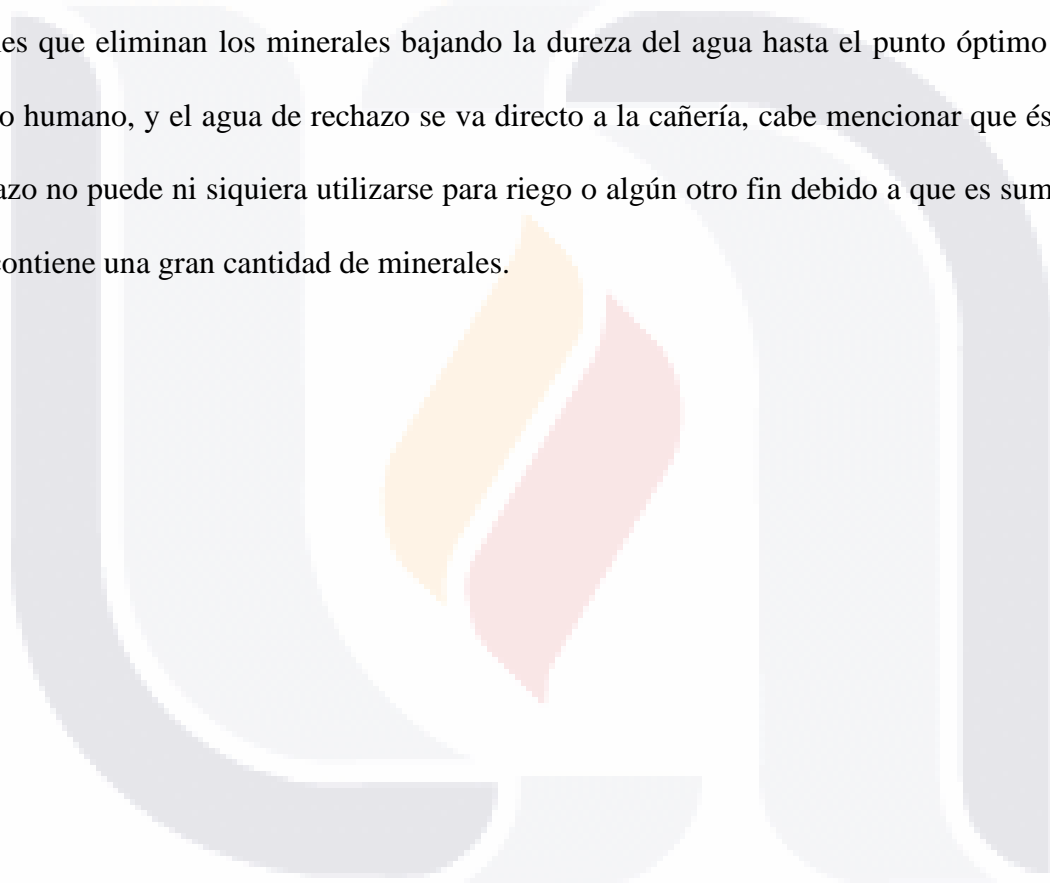 es que eliminan los minerales bajando la dureza del agua hasta el punto óptimo
o humano, y el agua de rechazo se va directo a la cañería, cabe mencionar que és
azo no puede ni siquiera utilizarse para riego o algún otro fin debido a que es sum
contiene una gran cantidad de minerales.